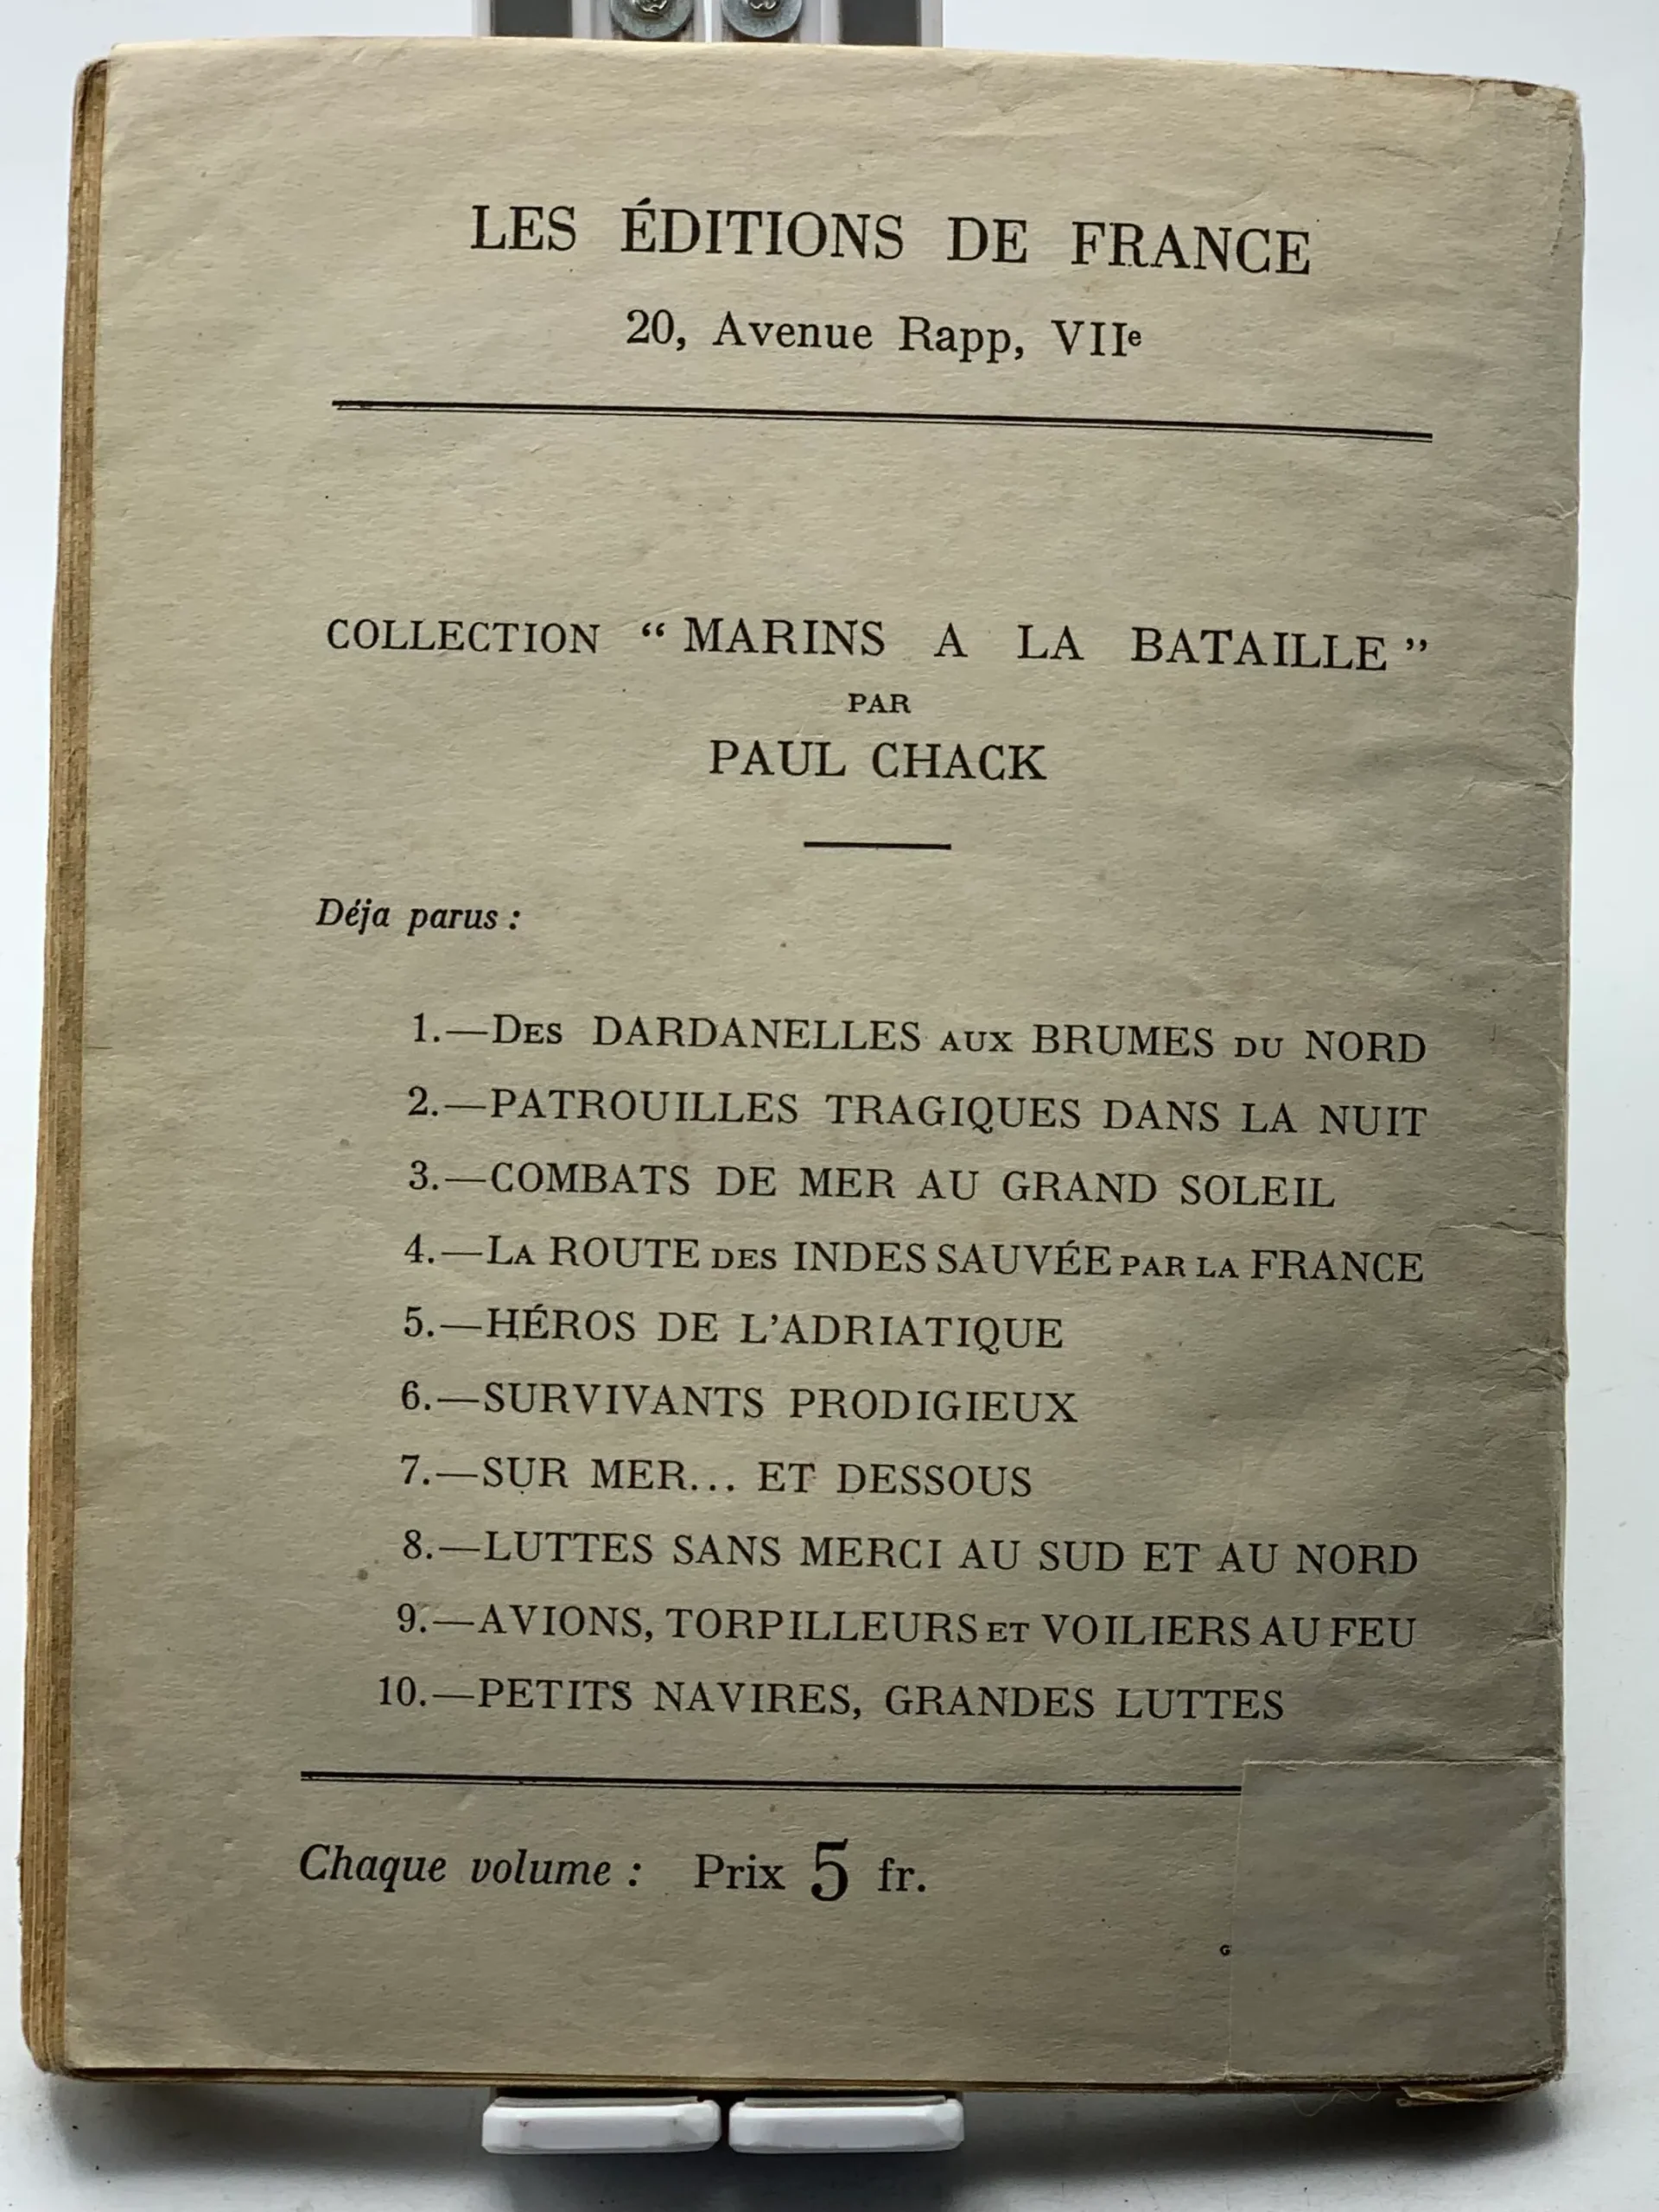 LES ÉDITIONS DE FRANCE
20, Avenue Rapp, VIIe
COLLECTION “ MARINS A LA BATAILLE ”
PAR
PAUL CHACK
Déja parus :
1.—DES DARDANELLES AUX BRUMES DU NORD
2.—PATROUILLES TRAGIQUES DANS LA NUIT
3.—COMBATS DE MER AU GRAND SOLEIL
4.—LA ROUTE DES INDES SAUVÉE PAR LA FRANCE
5.—HÉROS DE L'ADRIATIQUE
6.—SURVIVANTS PRODIGIEUX
7.—SUR MER... ET DESSOUS
8.—LUTTES SANS MERCI AU SUD ET AU NORD
9.—AVIONS, TORPILLEURS ET VOILIERS AU FEU
10.—PETITS NAVIRES, GRANDES LUTTES
Chaque volume : Prix 5 fr.
G